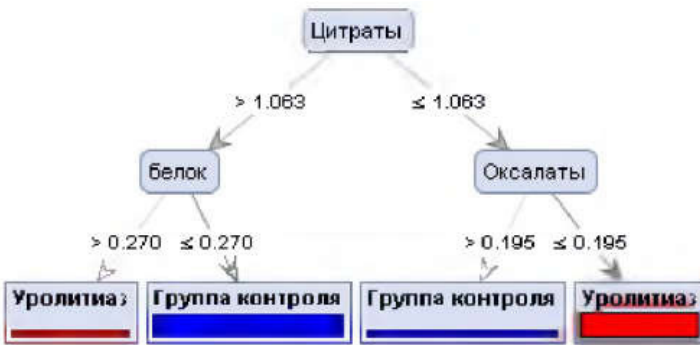 Цитраты
> 1.063 ≤ 1.063
белок Оксалаты
> 0.270 ≤ 0.270 > 0.195 ≤ 0.195
Уролитиаз Группа контроля Группа контроля Уролитиаз